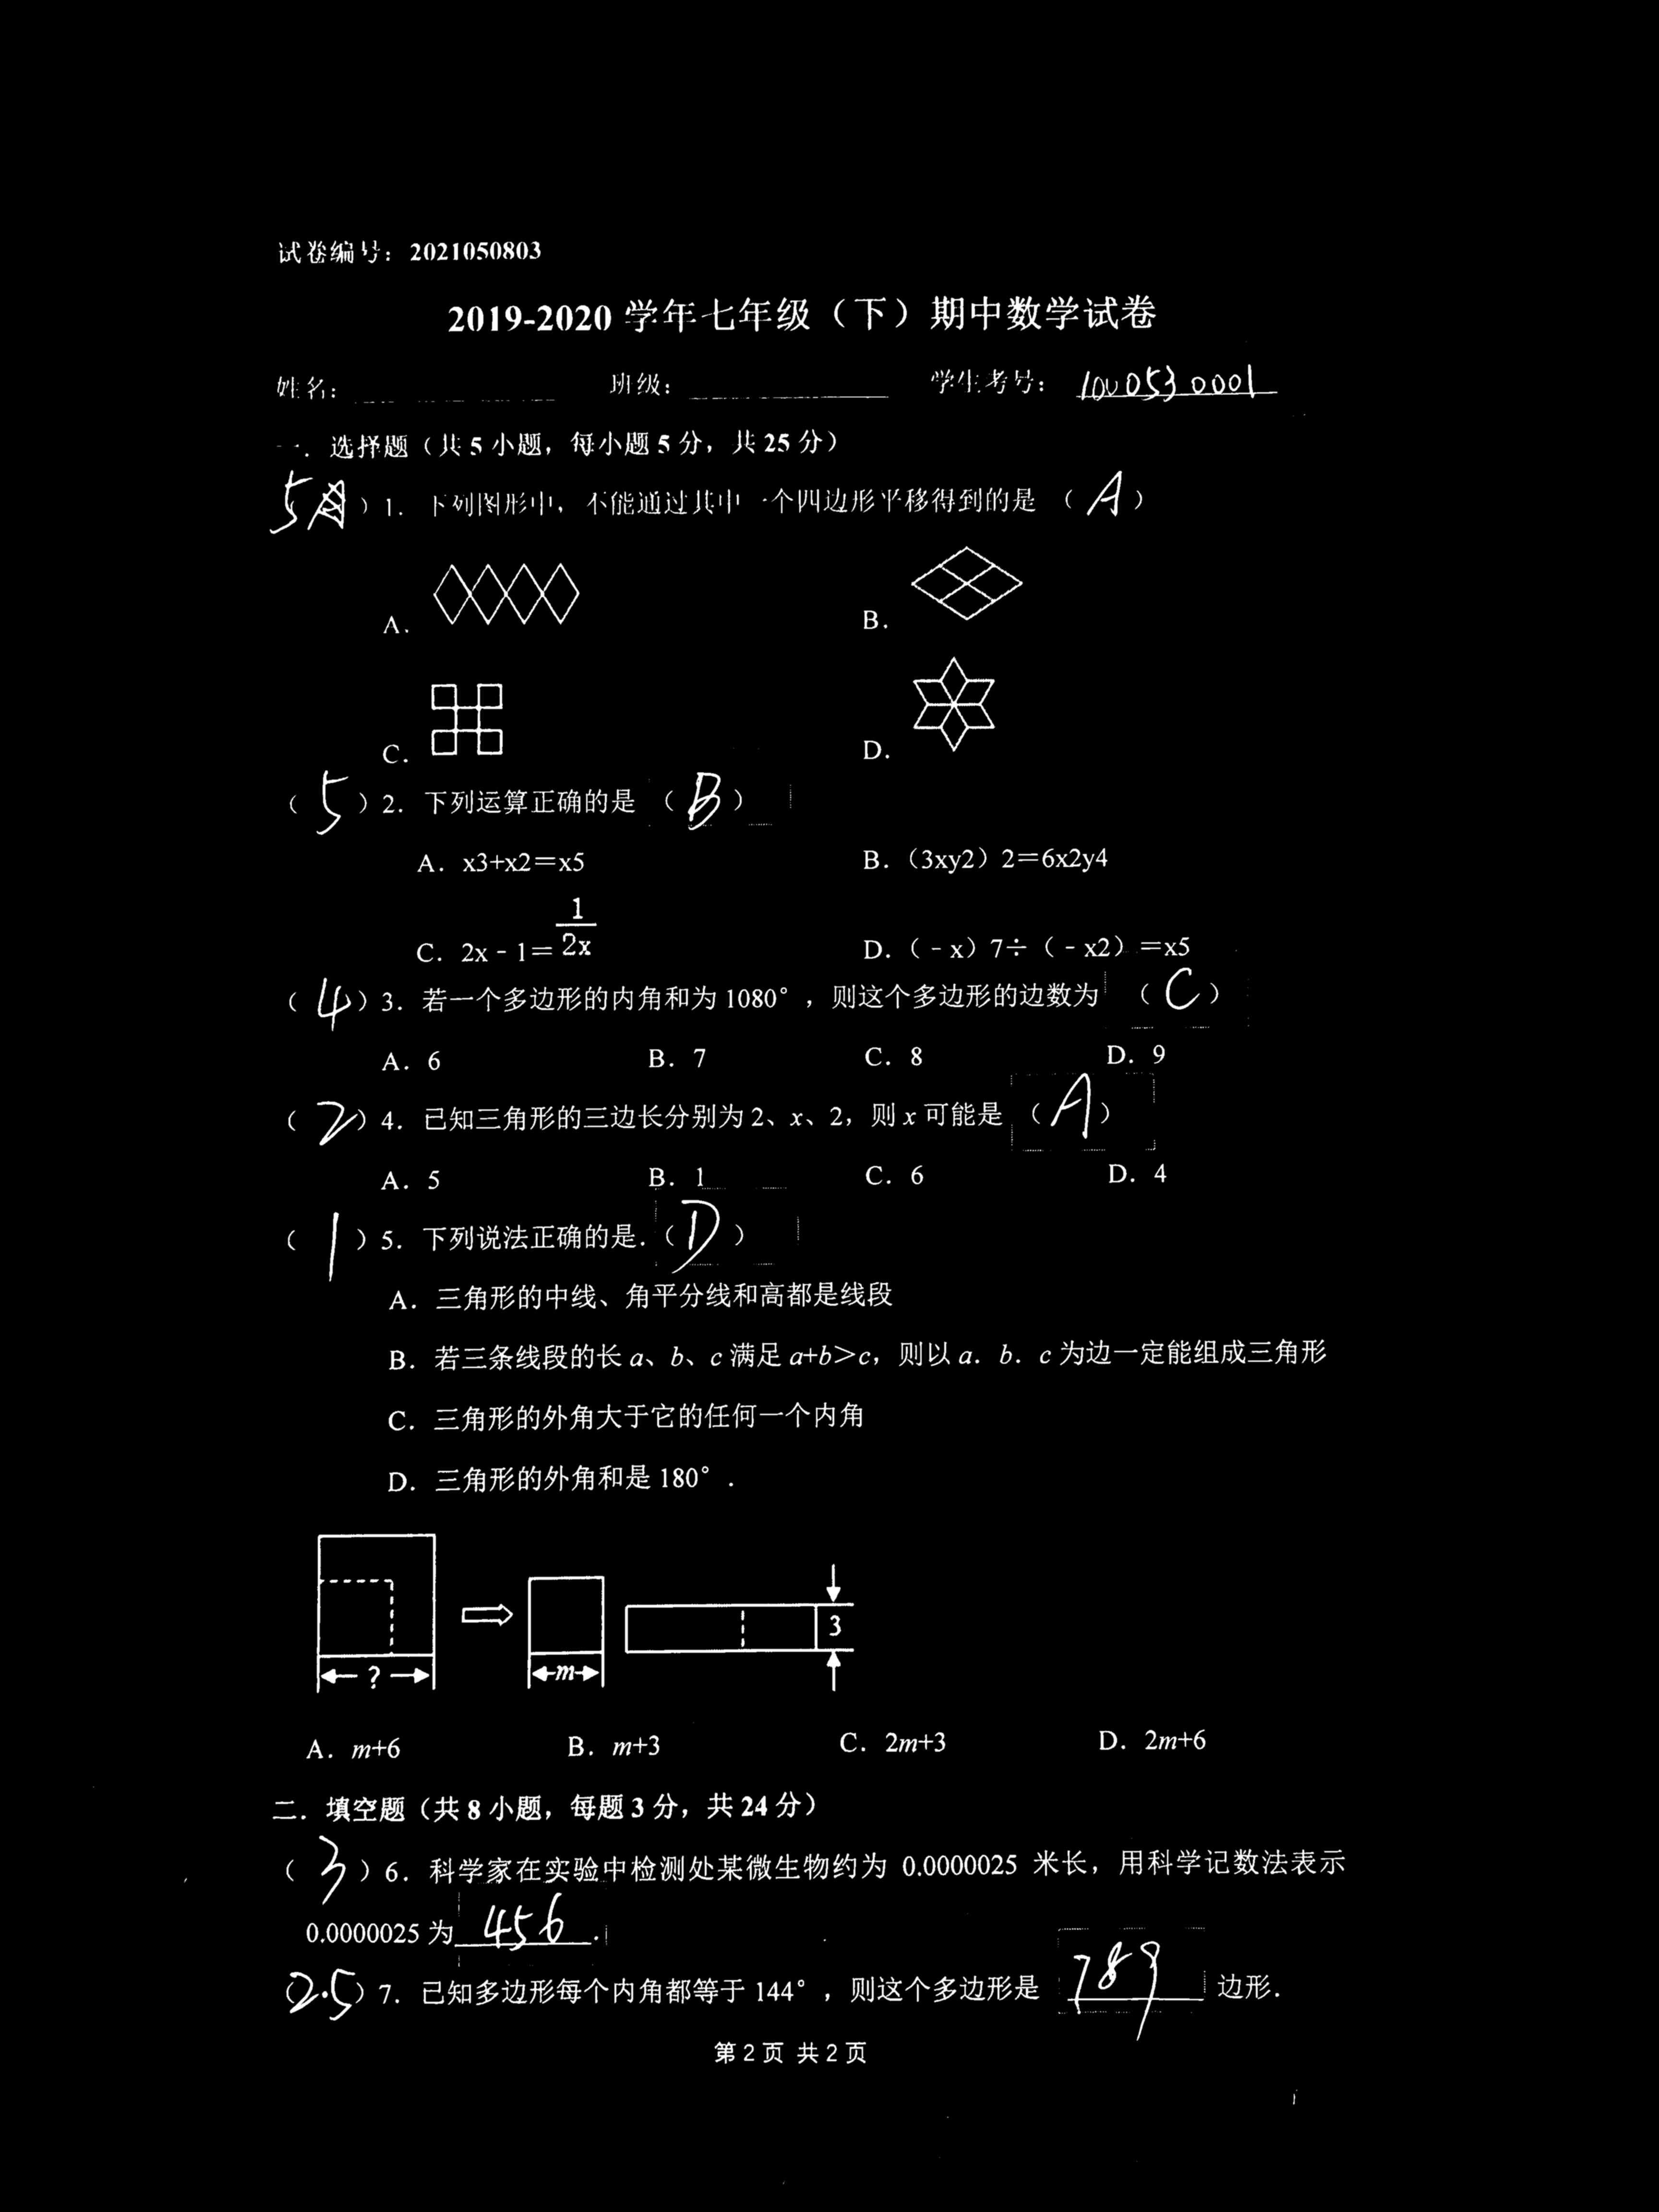 试卷编号：2021050803
2019-2020 学年七年级（下）期中数学试卷
姓名： 班级： 学生考号：1000530001
一．选择题（共 5 小题，每小题 5 分，共 25 分）
5 ）1．下列图形中，不能通过其中一个四边形平移得到的是 （ A ）
A． B．
C． D．
（ 5 ）2．下列运算正确的是 （ B ）
A．x3+x2＝x5 B．（3xy2）2＝6x2y4
C．2x﹣1＝1/2x D．（﹣x）7÷（﹣x2）＝x5
（ 4 ）3．若一个多边形的内角和为 1080°，则这个多边形的边数为 （ C ）
A．6 B．7 C．8 D．9
（ 2 ）4．已知三角形的三边长分别为 2、x、2，则 x 可能是 （ A ）
A．5 B．1 C．6 D．4
（ 1 ）5．下列说法正确的是．（ D ）
A．三角形的中线、角平分线和高都是线段
B．若三条线段的长 a、b、c 满足 a+b＞c，则以 a．b．c 为边一定能组成三角形
C．三角形的外角大于它的任何一个内角
D．三角形的外角和是 180°．
3
? m
A．m+6 B．m+3 C．2m+3 D．2m+6
二．填空题（共 8 小题，每题 3 分，共 24 分）
（ 3 ）6．科学家在实验中检测处某微生物约为 0.0000025 米长，用科学记数法表示
0.0000025 为 456 ．
（2.5）7．已知多边形每个内角都等于 144°，则这个多边形是 789 边形．
第 2 页 共 2 页